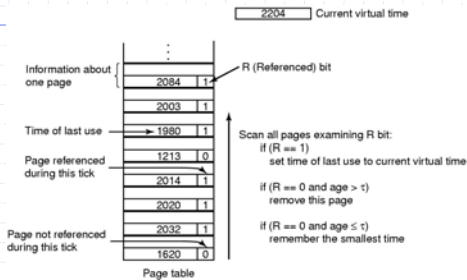 2204 Current virtual time
Information about
one page
2084 1
R (Referenced) bit
2003 1
Time of last use
1980 1
Scan all pages examining R bit:
if (R == 1)
set time of last use to current virtual time
if (R == 0 and age > τ)
remove this page
if (R == 0 and age ≤ τ)
remember the smallest time
1213 0
Page referenced
during this tick
2014 1
2020 1
2032 1
Page not referenced
during this tick
1620 0
Page table